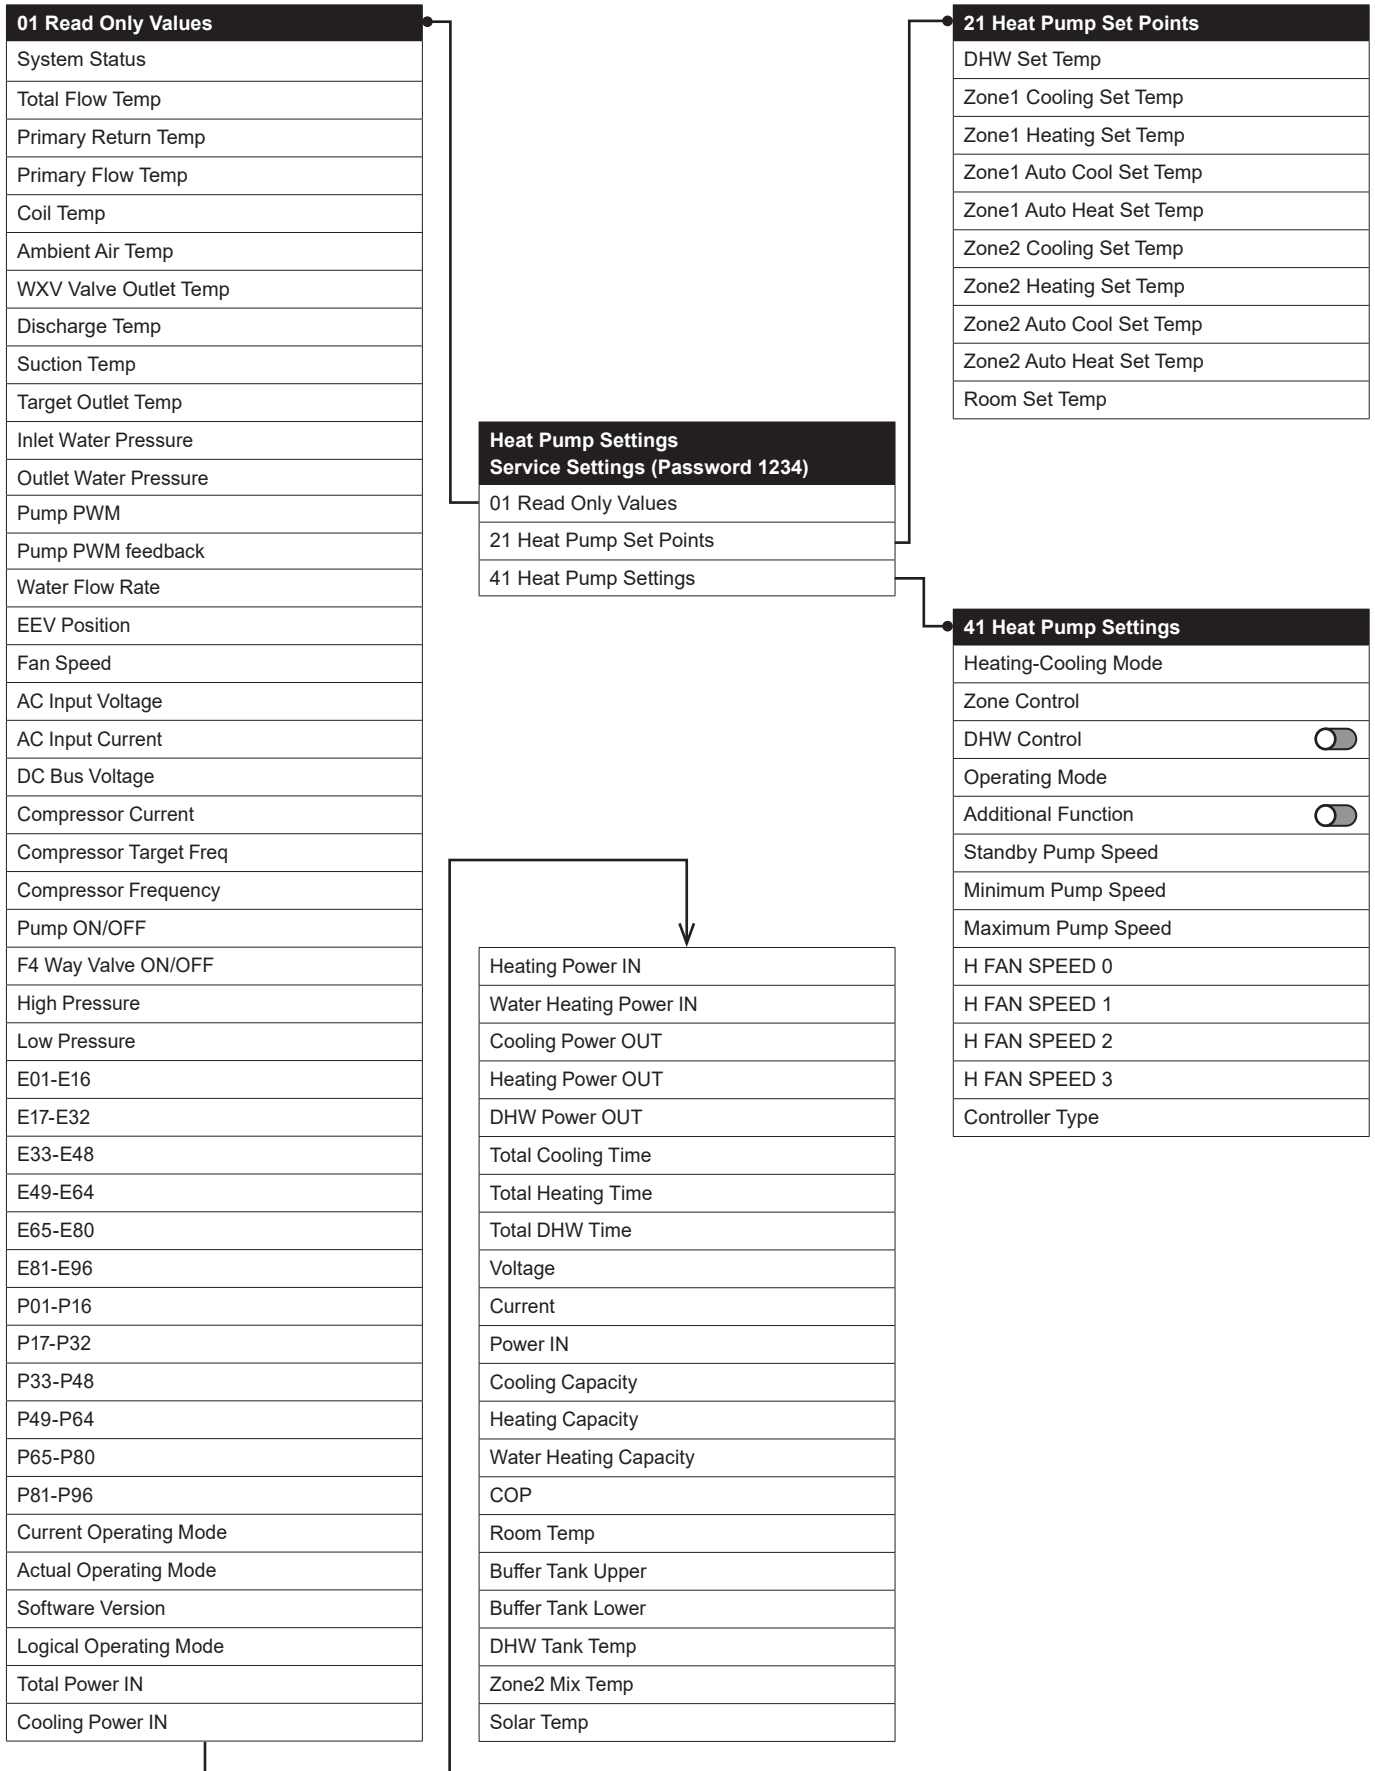 01 Read Only Values
System Status
Total Flow Temp
Primary Return Temp
Primary Flow Temp
Coil Temp
Ambient Air Temp
WXV Valve Outlet Temp
Discharge Temp
Suction Temp
Target Outlet Temp
Inlet Water Pressure
Outlet Water Pressure
Pump PWM
Pump PWM feedback
Water Flow Rate
EEV Position
Fan Speed
AC Input Voltage
AC Input Current
DC Bus Voltage
Compressor Current
Compressor Target Freq
Compressor Frequency
Pump ON/OFF
F4 Way Valve ON/OFF
High Pressure
Low Pressure
E01-E16
E17-E32
E33-E48
E49-E64
E65-E80
E81-E96
P01-P16
P17-P32
P33-P48
P49-P64
P65-P80
P81-P96
Current Operating Mode
Actual Operating Mode
Software Version
Logical Operating Mode
Total Power IN
Cooling Power IN
Heat Pump Settings
Service Settings (Password 1234)
01 Read Only Values
21 Heat Pump Set Points
41 Heat Pump Settings
Heating Power IN
Water Heating Power IN
Cooling Power OUT
Heating Power OUT
DHW Power OUT
Total Cooling Time
Total Heating Time
Total DHW Time
Voltage
Current
Power IN
Cooling Capacity
Heating Capacity
Water Heating Capacity
COP
Room Temp
Buffer Tank Upper
Buffer Tank Lower
DHW Tank Temp
Zone2 Mix Temp
Solar Temp
21 Heat Pump Set Points
DHW Set Temp
Zone1 Cooling Set Temp
Zone1 Heating Set Temp
Zone1 Auto Cool Set Temp
Zone1 Auto Heat Set Temp
Zone2 Cooling Set Temp
Zone2 Heating Set Temp
Zone2 Auto Cool Set Temp
Zone2 Auto Heat Set Temp
Room Set Temp
41 Heat Pump Settings
Heating-Cooling Mode
Zone Control
DHW Control
Operating Mode
Additional Function
Standby Pump Speed
Minimum Pump Speed
Maximum Pump Speed
H FAN SPEED 0
H FAN SPEED 1
H FAN SPEED 2
H FAN SPEED 3
Controller Type